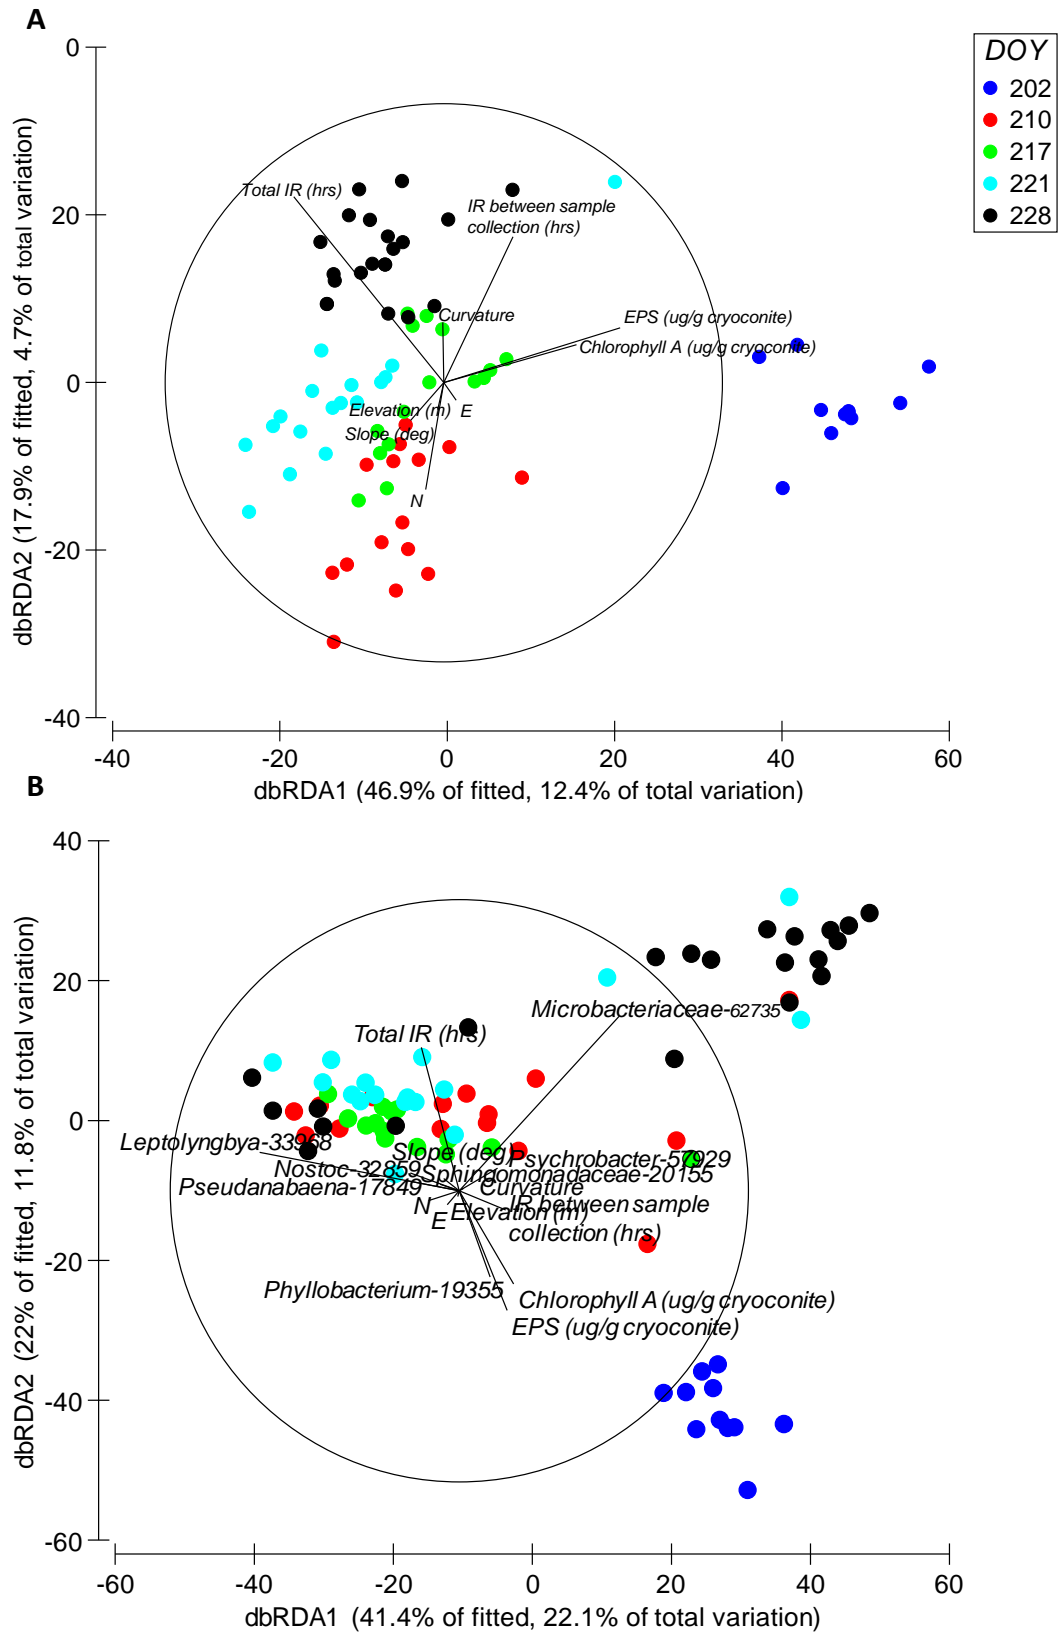 A
DOY
202
210
217
221
228
0
20
0
-20
-40
dbRDA2 (17.9% of fitted, 4.7% of total variation)
Total IR (hrs)
IR between sample
collection (hrs)
Curvature
EPS (ug/g cryoconite)
Chlorophyll A (ug/g cryoconite)
Elevation (m)
E
Slope (deg)
N
-40
-20
0
20
40
60
dbRDA1 (46.9% of fitted, 12.4% of total variation)
B
40
20
0
-20
-40
-60
dbRDA2 (22% of fitted, 11.8% of total variation)
Microbacteriaceae-62735
Total IR (hrs)
Leptolyngbya-33968
Slope (deg)
Psychrobacter-57929
Nostoc-32859
Sphingomonadaceae-20155
Pseudanabaena-17849
Curvature
N
E
Elevation (m)
IR between sample
collection (hrs)
Phyllobacterium-19355
Chlorophyll A (ug/g cryoconite)
EPS (ug/g cryoconite)
-60
-40
-20
0
20
40
60
dbRDA1 (41.4% of fitted, 22.1% of total variation)